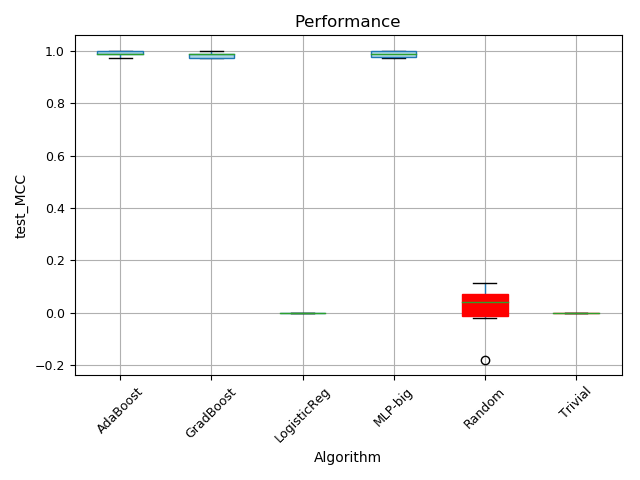 Performance
1.0
0.8
0.6
0.4
0.2
0.0
−0.2
test_MCC
AdaBoost
GradBoost
LogisticReg
MLP-big
Random
Trivial
Algorithm